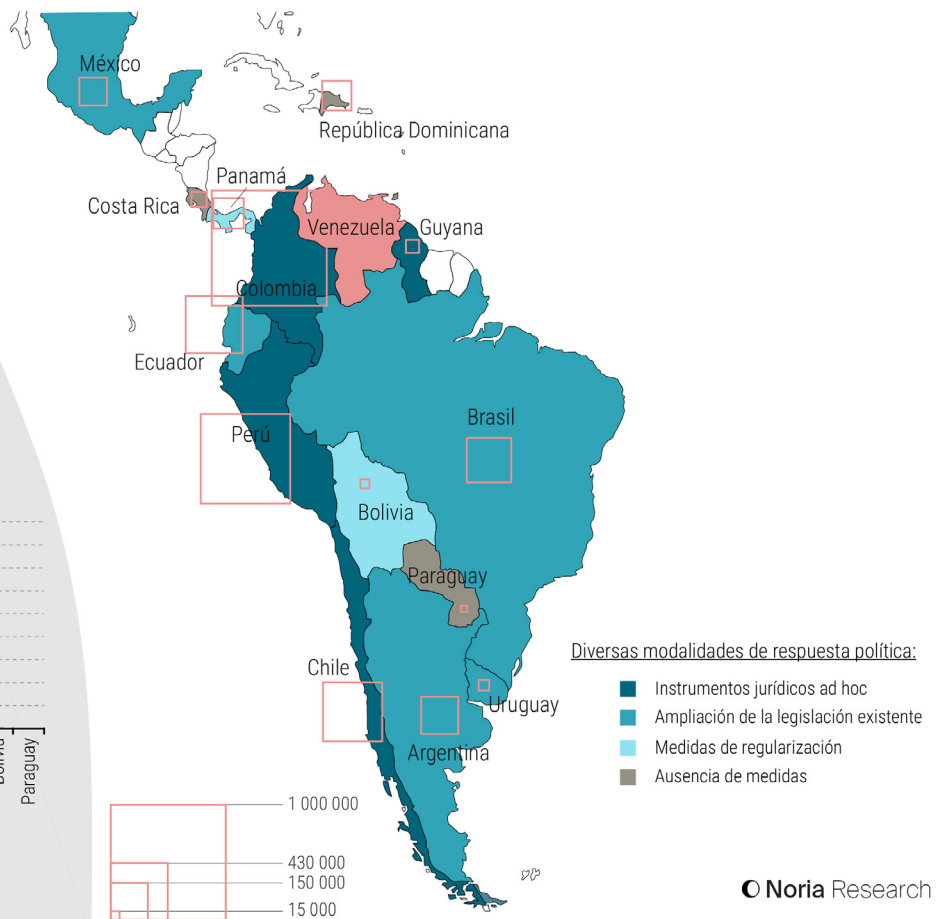 México
República Dominicana
Panamá
Costa Rica
Venezuela
Guyana
Colombia
Ecuador
Brasil
Perú
Bolivia
Paraguay
Chile
Uruguay
Argentina
Diversas modalidades de respuesta política:
Instrumentos jurídicos ad hoc
Ampliación de la legislación existente
Medidas de regularización
Ausencia de medidas
Bolivia
Paraguay
1 000 000
430 000
150 000
15 000
Noria Research